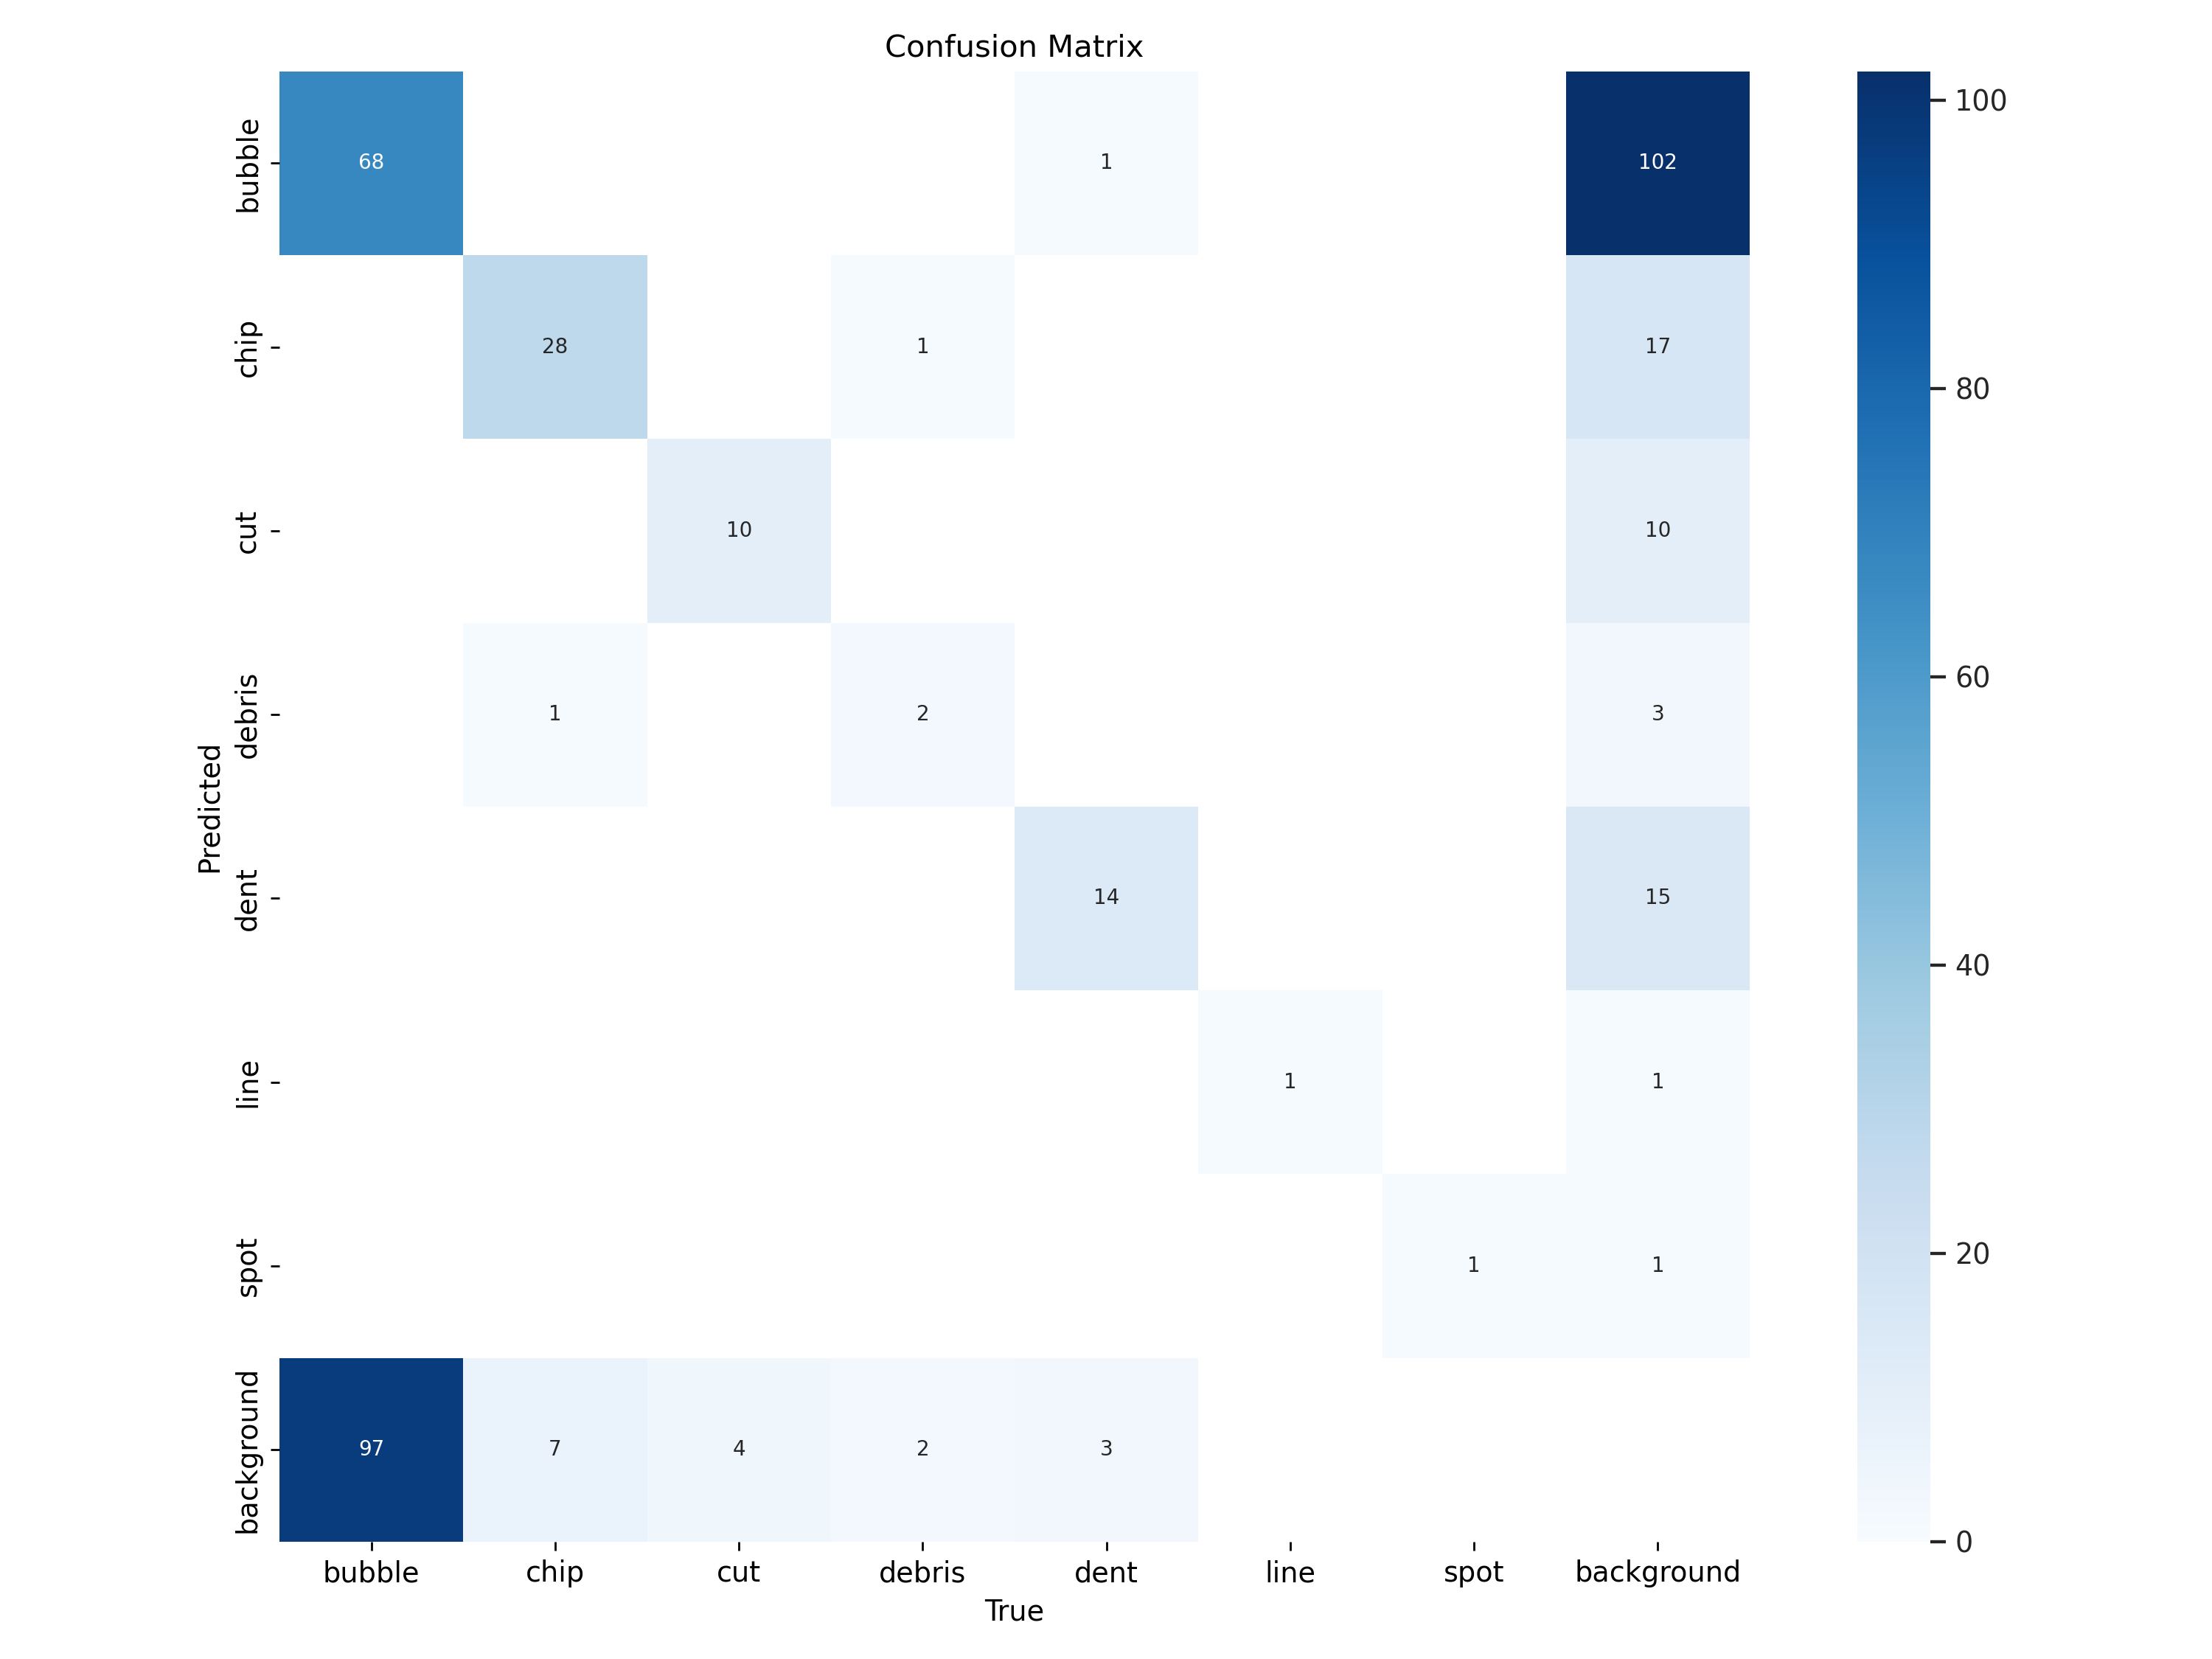 Confusion Matrix
bubble 68 1 102 100
chip 28 1 17 80
cut 10 10
debris 1 2 3 60
Predicted
dent 14 15 40
line 1 1
spot 1 1 20
background 97 7 4 2 3 0
bubble chip cut debris dent line spot background
True